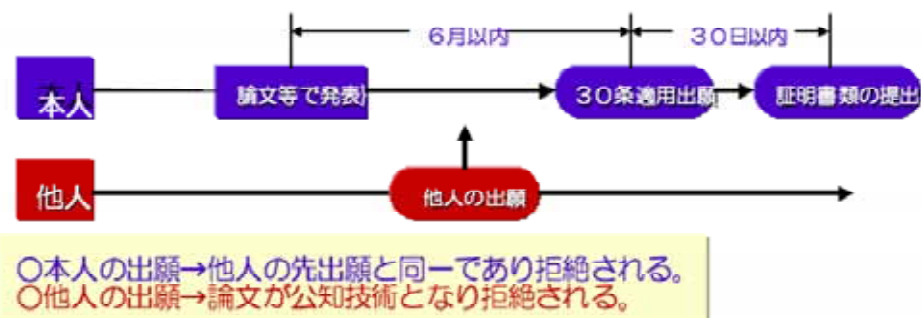 6月以内
30日以内
本人
論文等で発表
30条適用出願
証明書類の提出
他人
他人の出願
○本人の出願→他人の先出願と同一であり拒絶される。
○他人の出願→論文が公知技術となり拒絶される。